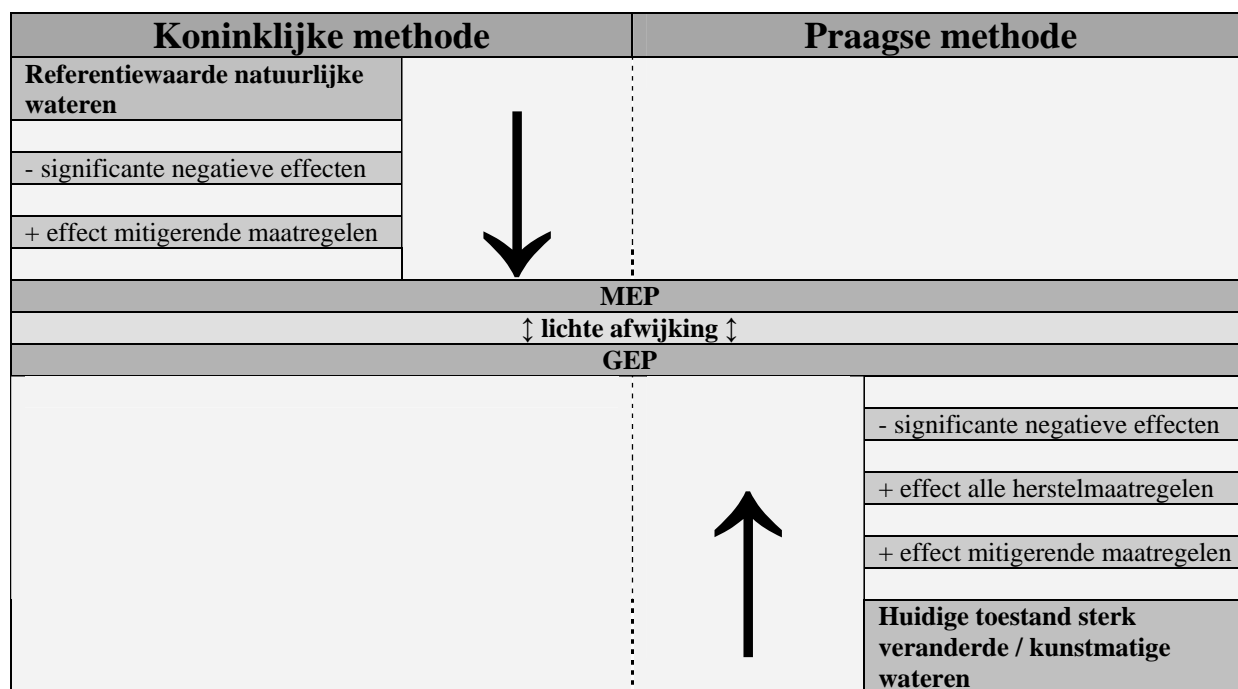 Koninklijke methode
Praagse methode
Referentiewaarde natuurlijke
wateren
- significante negatieve effecten
+ effect mitigerende maatregelen
MEP
↕ lichte afwijking ↕
GEP
- significante negatieve effecten
+ effect alle herstelmaatregelen
+ effect mitigerende maatregelen
Huidige toestand sterk
veranderde / kunstmatige
wateren